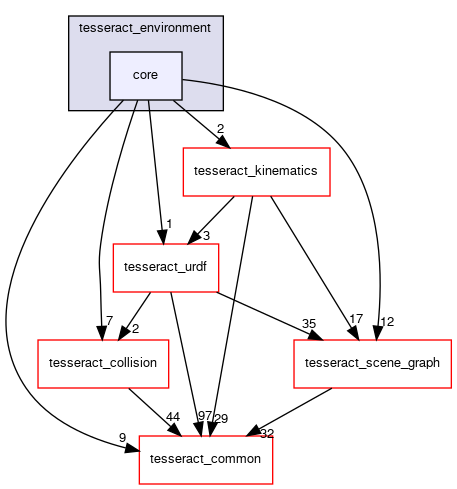 tesseract_environment
core
2
tesseract_kinematics
1
3
tesseract_urdf
7
2
35
17
12
tesseract_collision
tesseract_scene_graph
44
97
29
9
32
tesseract_common